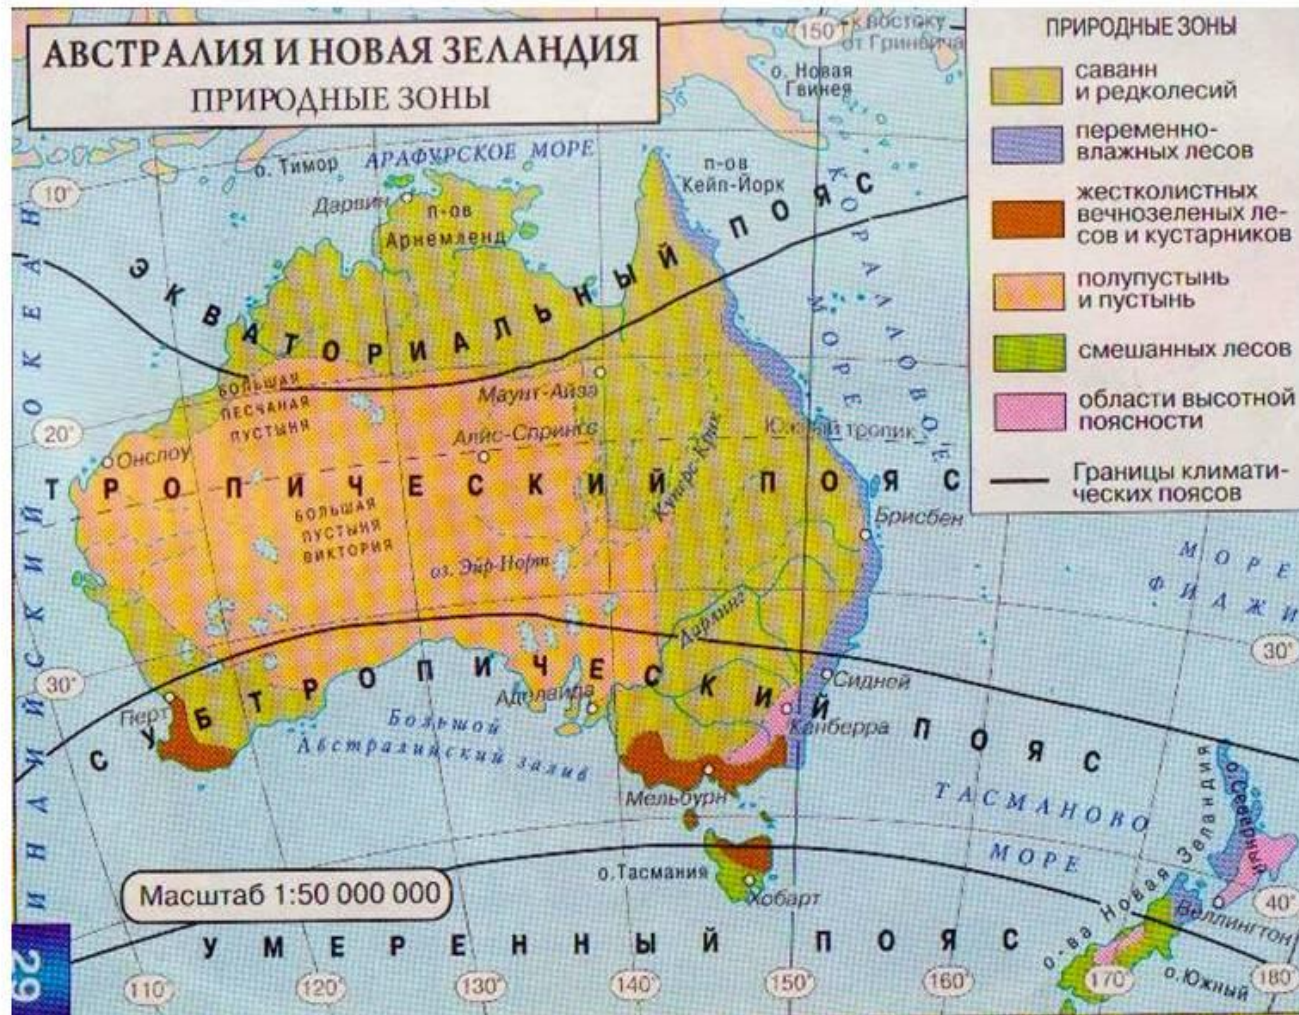 АВСТРАЛИЯ И НОВАЯ ЗЕЛАНДИЯ
ПРИРОДНЫЕ ЗОНЫ
150°
к востоку
от Гринвича
о. Новая
Гвинея
о. Тимор
АРАФУРСКОЕ МОРЕ
п-ов
Кейп-Йорк
10°
Дарвин
п-ов
Арнемленд
ЭКВАТОРИАЛЬНЫЙ ПОЯС
КОРАЛЛОВОЕ
МОРЕ
ИНДИЙСКИЙ ОКЕАН
БОЛЬШАЯ
ПЕСЧАНАЯ
ПУСТЫНЯ
Маунт-Айза
20°
Онслоу
Алис-Спрингс
Куперс-Крик
Южный тропик
ТРОПИЧЕСКИЙ ПОЯС
БОЛЬШАЯ
ПУСТЫНЯ
ВИКТОРИЯ
Брисбен
оз. Эйр-Норт
МОРЕ
ФИДЖИ
Дарлинг
30°
30°
Перт
СУБТРОПИЧЕСКИЙ ПОЯС
Аделаида
Сидней
Канберра
Большой
Австралийский залив
Мельбурн
ТАСМАНОВО
МОРЕ
о. Северный
о-ва Новая Зеландия
о.Тасмания
Хобарт
Масштаб 1:50 000 000
40°
Веллингтон
УМЕРЕННЫЙ ПОЯС
о.Южный
29
110°
120°
130°
140°
150°
160°
170°
180°
ПРИРОДНЫЕ ЗОНЫ
саванн
и редколесий
переменно-
влажных лесов
жестколистных
вечнозеленых ле-
сов и кустарников
полупустынь
и пустынь
смешанных лесов
области высотной
поясности
Границы климати-
ческих поясов